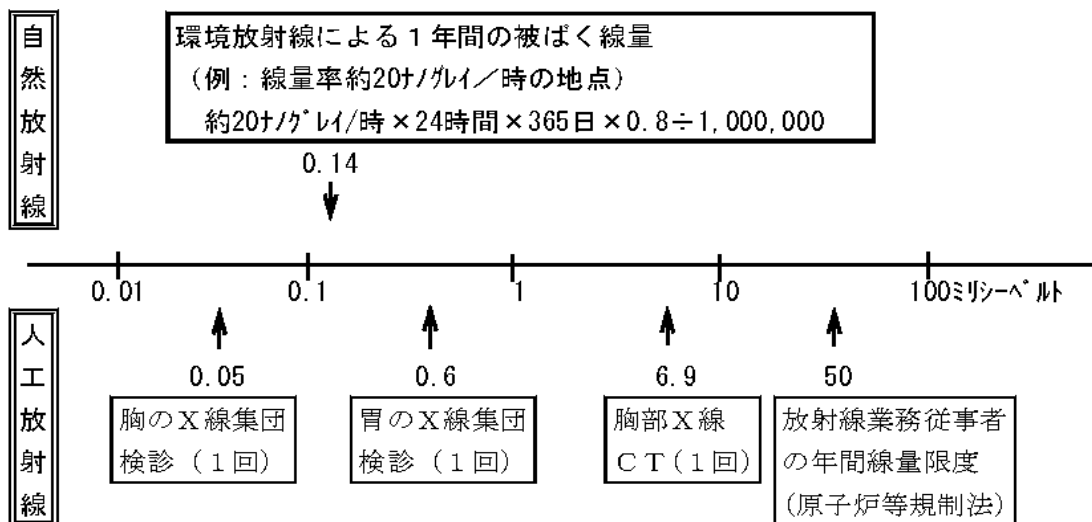 自然放射線
環境放射線による１年間の被ばく線量
（例：線量率約20ﾅﾉｸﾞﾚｲ／時の地点）
約20ﾅﾉｸﾞﾚｲ/時×24時間×365日×0.8÷1,000,000
0.14
0.01 0.1 1 10 100ﾐﾘｼｰﾍﾞﾙﾄ
人工放射線
0.05
胸のＸ線集団
検診（１回）
0.6
胃のＸ線集団
検診（１回）
6.9
胸部Ｘ線
ＣＴ(１回)
50
放射線業務従事者
の年間線量限度
(原子炉等規制法)